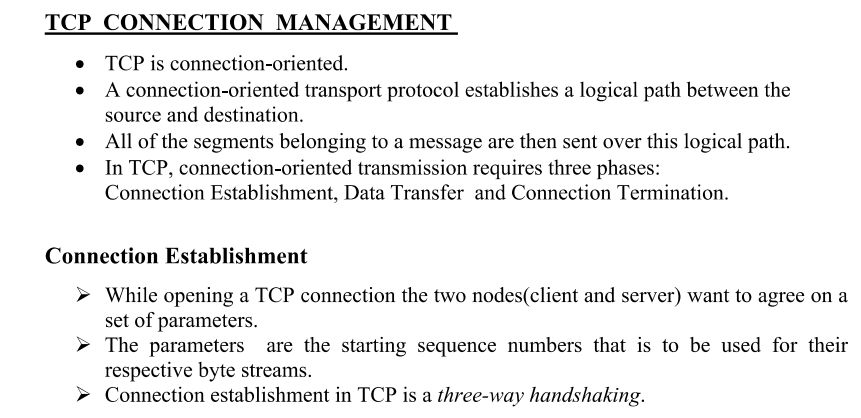 TCP CONNECTION MANAGEMENT
• TCP is connection-oriented.
• A connection-oriented transport protocol establishes a logical path between the
source and destination.
• All of the segments belonging to a message are then sent over this logical path.
• In TCP, connection-oriented transmission requires three phases:
Connection Establishment, Data Transfer and Connection Termination.
Connection Establishment
➢ While opening a TCP connection the two nodes(client and server) want to agree on a
set of parameters.
➢ The parameters are the starting sequence numbers that is to be used for their
respective byte streams.
➢ Connection establishment in TCP is a three-way handshaking.